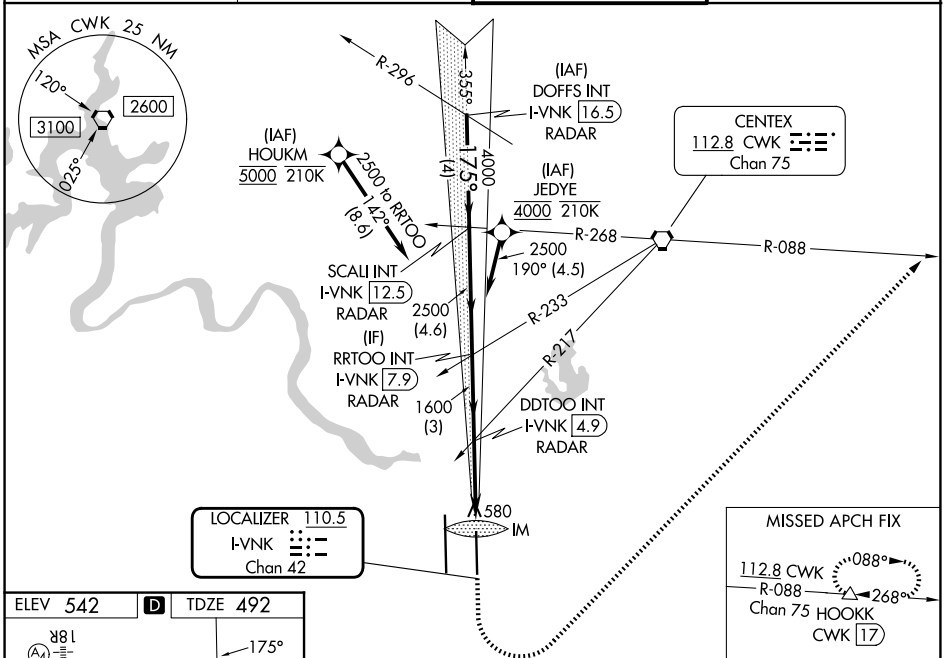 MSA CWK 25 NM
120°
2600
3100
025°
R-296
355°
(IAF)
DOFFS INT
I-VNK 16.5
RADAR
CENTEX
112.8 CWK
Chan 75
(IAF)
HOUKM
5000 210K
2500 to RRTOO
142°
(8.6)
175°
(4)
4000
(IAF)
JEDYE
4000 210K
R-268
R-088
2500
190° (4.5)
SCALI INT
I-VNK 12.5
RADAR
2500
(4.6)
R-233
R-217
(IF)
RRTOO INT
I-VNK 7.9
RADAR
1600
(3)
DDTOO INT
I-VNK 4.9
RADAR
580
IM
LOCALIZER 110.5
I-VNK
Chan 42
MISSED APCH FIX
112.8 CWK
R-088
Chan 75
088°
268°
HOOKK
CWK 17
ELEV 542
D
TDZE 492
18R
A4
175°